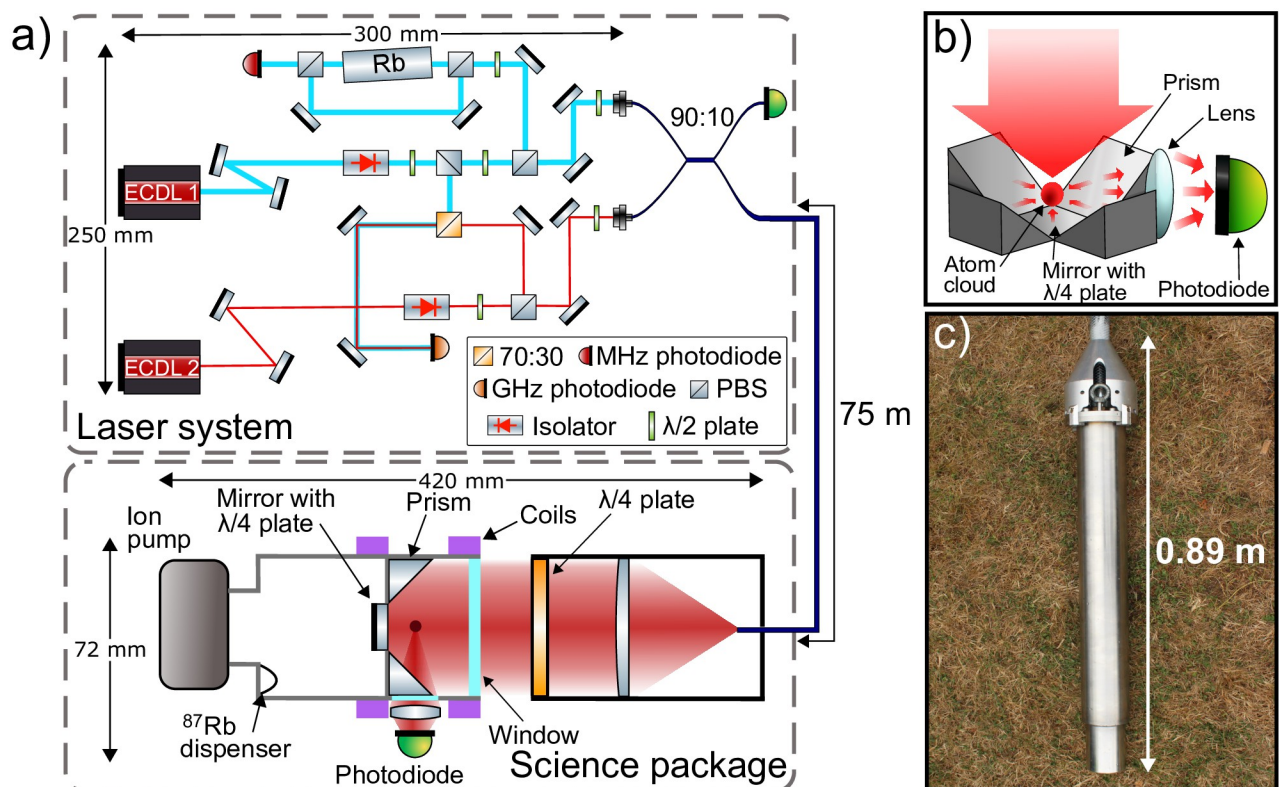 a)
300 mm
Rb
90:10
ECDL 1
250 mm
ECDL 2
70:30
MHz photodiode
GHz photodiode
PBS
Isolator
λ/2 plate
Laser system
75 m
420 mm
Mirror with
λ/4 plate
Prism
Coils
λ/4 plate
Ion
pump
72 mm
⁸⁷Rb
dispenser
Window
Photodiode
Science package
b)
Prism
Lens
Atom
cloud
Mirror with
λ/4 plate
Photodiode
c)
0.89 m